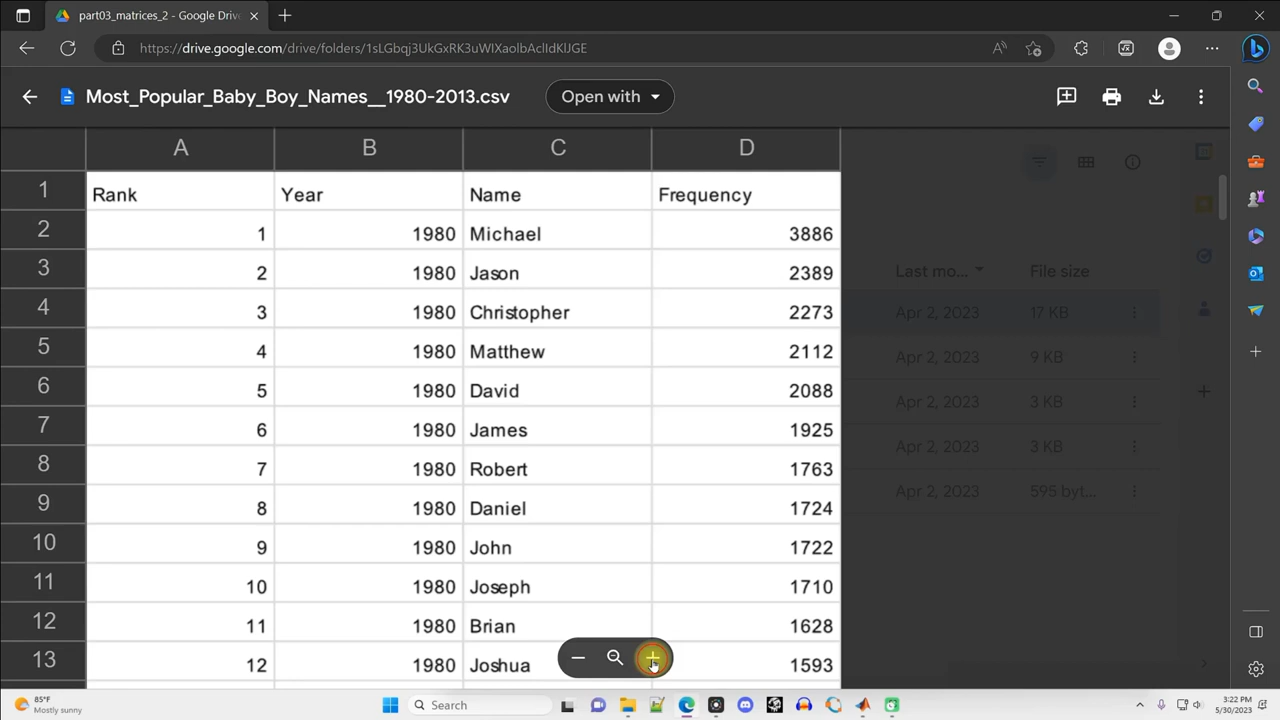 part03_matrices_2 - Google Driv
https://drive.google.com/drive/folders/1sLGbqj3UkGxRK3uWIXaolbAclIdKlJGE
Most_Popular_Baby_Boy_Names__1980-2013.csv Open with
A B C D
1 Rank Year Name Frequency
2 1 1980 Michael 3886
3 2 1980 Jason 2389
4 3 1980 Christopher 2273
5 4 1980 Matthew 2112
6 5 1980 David 2088
7 6 1980 James 1925
8 7 1980 Robert 1763
9 8 1980 Daniel 1724
10 9 1980 John 1722
11 10 1980 Joseph 1710
12 11 1980 Brian 1628
13 12 1980 Joshua 1593
Last mo... File size
Apr 2, 2023 17 KB
Apr 2, 2023 9 KB
Apr 2, 2023 3 KB
Apr 2, 2023 3 KB
Apr 2, 2023 595 byt...
85°F
Mostly sunny
Search
3:22 PM
5/30/2023